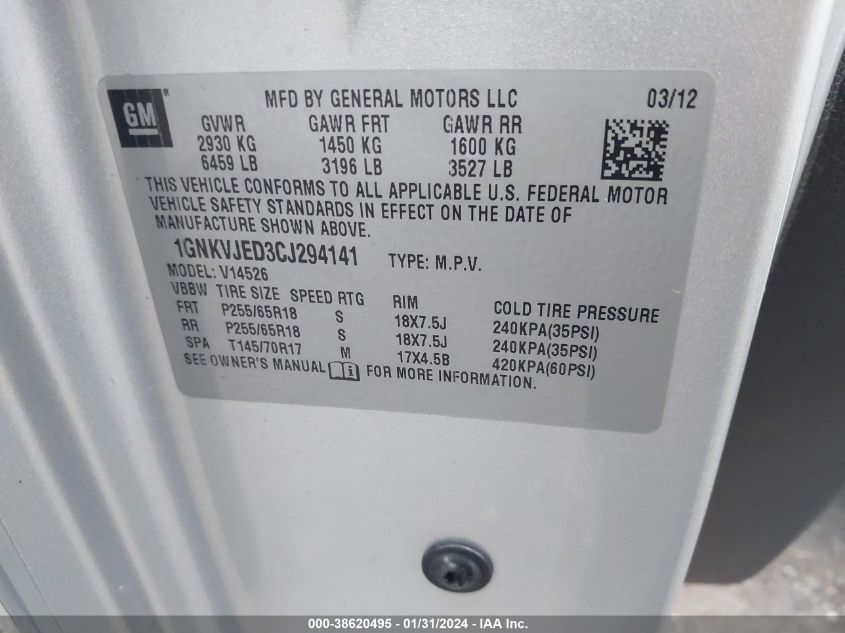 GM ® MFD BY GENERAL MOTORS LLC 03/12
GVWR GAWR FRT GAWR RR
2930 KG 1450 KG 1600 KG
6459 LB 3196 LB 3527 LB
THIS VEHICLE CONFORMS TO ALL APPLICABLE U.S. FEDERAL MOTOR
VEHICLE SAFETY STANDARDS IN EFFECT ON THE DATE OF
MANUFACTURE SHOWN ABOVE.
1GNKVJED3CJ294141 TYPE: M.P.V.
MODEL: V14526
VBBW TIRE SIZE SPEED RTG RIM COLD TIRE PRESSURE
FRT P255/65R18 S 18X7.5J 240KPA(35PSI)
RR P255/65R18 S 18X7.5J 240KPA(35PSI)
SPA T145/70R17 M 17X4.5B 420KPA(60PSI)
SEE OWNER'S MANUAL FOR MORE INFORMATION.
000-38620495 - 01/31/2024 - IAA Inc.